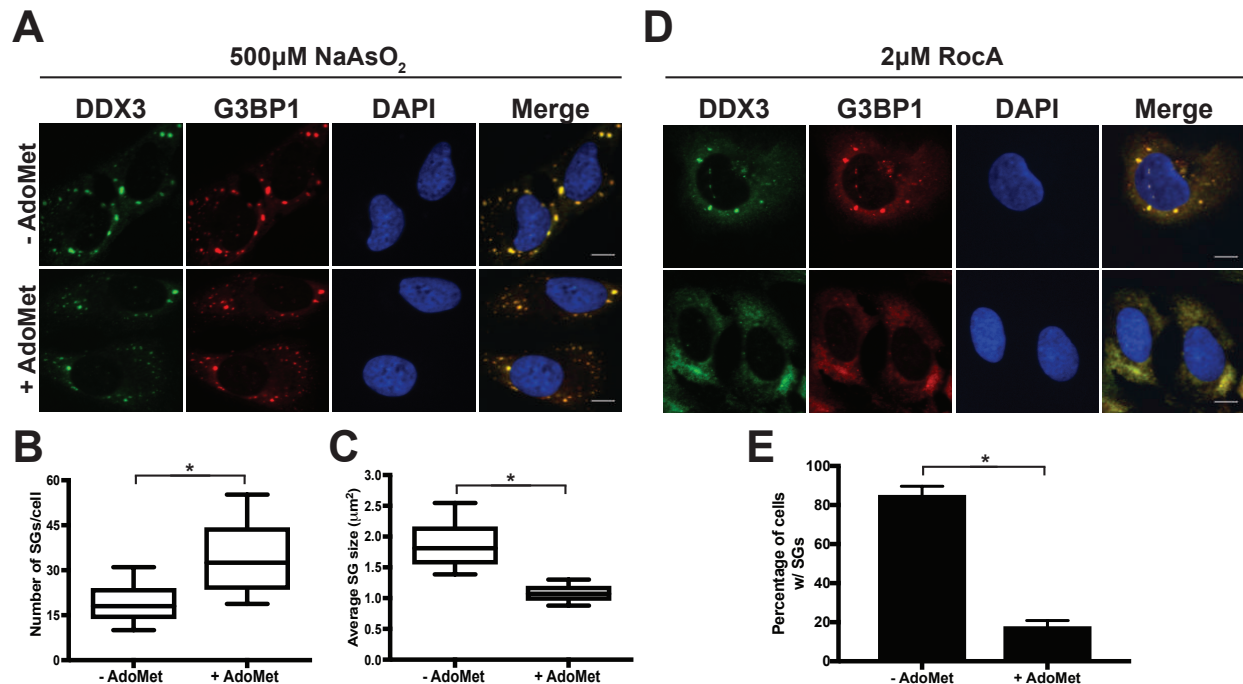 A
500µM NaAsO₂
DDX3 G3BP1 DAPI Merge
- AdoMet
+ AdoMet
B
Number of SGs/cell
60
45
30
15
0
*
- AdoMet + AdoMet
C
Average SG size (µm²)
3.0
2.5
2.0
1.5
1.0
0.5
0.0
*
- AdoMet + AdoMet
D
2µM RocA
DDX3 G3BP1 DAPI Merge
E
Percentage of cells
w/ SGs
100
80
60
40
20
0
*
- AdoMet + AdoMet